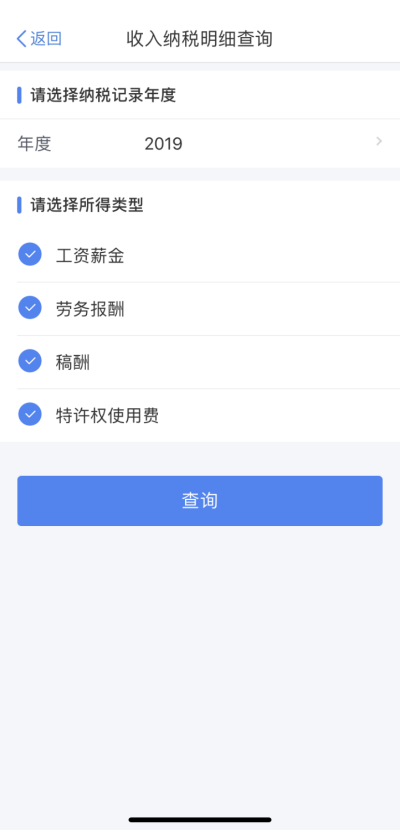 返回
收入纳税明细查询
请选择纳税记录年度
年度 2019
请选择所得类型
工资薪金
劳务报酬
稿酬
特许权使用费
查询